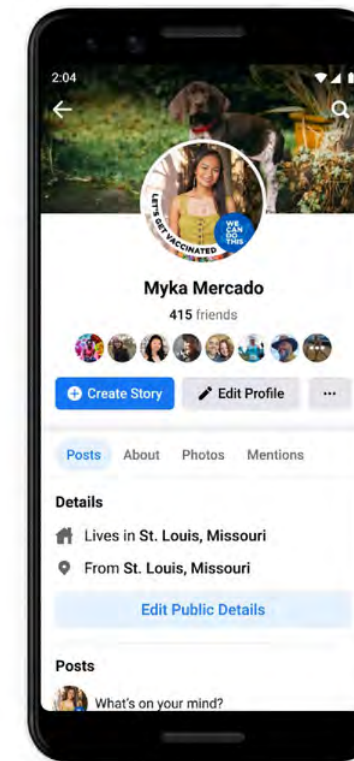 2:04
LET'S GET VACCINATED
WE
CAN
DO
THIS
Myka Mercado
415 friends
Create Story
Edit Profile
Posts About Photos Mentions
Details
Lives in St. Louis, Missouri
From St. Louis, Missouri
Edit Public Details
Posts
What's on your mind?